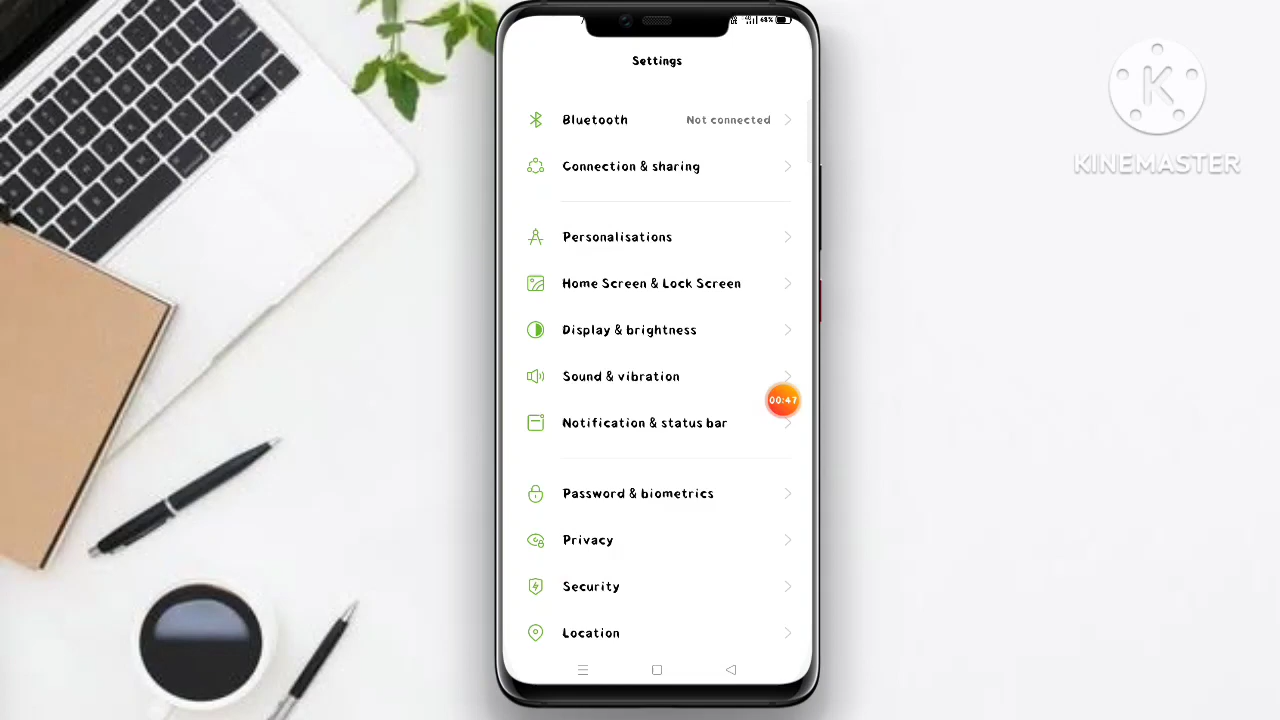 68%
Settings
Bluetooth Not connected
Connection & sharing
Personalisations
Home Screen & Lock Screen
Display & brightness
Sound & vibration
00:47
Notification & status bar
Password & biometrics
Privacy
Security
Location
K
KINEMASTER